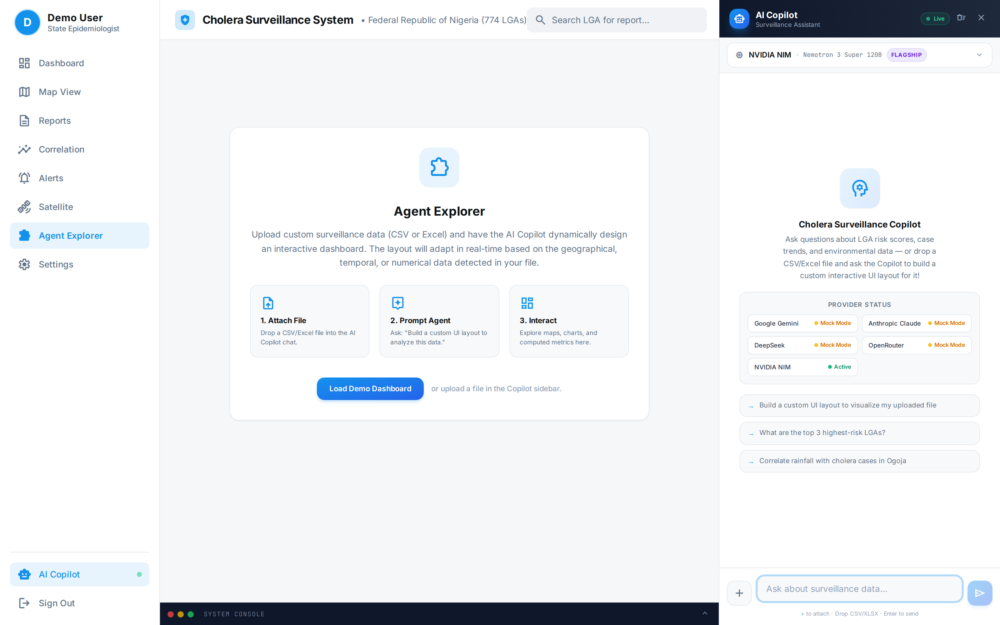 D
Demo User
State Epidemiologist
Dashboard
Map View
Reports
Correlation
Alerts
Satellite
Agent Explorer
Settings
AI Copilot
Sign Out
Cholera Surveillance System • Federal Republic of Nigeria (774 LGAs)
Search LGA for report...
Agent Explorer
Upload custom surveillance data (CSV or Excel) and have the AI Copilot dynamically design
an interactive dashboard. The layout will adapt in real-time based on the geographical,
temporal, or numerical data detected in your file.
1. Attach File
Drop a CSV/Excel file into the AI
Copilot chat.
2. Prompt Agent
Ask: "Build a custom UI layout to
analyze this data."
3. Interact
Explore maps, charts, and
computed metrics here.
Load Demo Dashboard
or upload a file in the Copilot sidebar.
SYSTEM CONSOLE
AI Copilot
Surveillance Assistant
Live
NVIDIA NIM · Nemotron 3 Super 120B FLAGSHIP
Cholera Surveillance Copilot
Ask questions about LGA risk scores, case
trends, and environmental data — or drop a
CSV/Excel file and ask the Copilot to build a
custom interactive UI layout for it!
PROVIDER STATUS
Google Gemini Mock Mode
Anthropic Claude Mock Mode
DeepSeek Mock Mode
OpenRouter Mock Mode
NVIDIA NIM Active
→ Build a custom UI layout to visualize my uploaded file
→ What are the top 3 highest-risk LGAs?
→ Correlate rainfall with cholera cases in Ogoja
Ask about surveillance data...
+ to attach · Drop CSV/XLSX · Enter to send